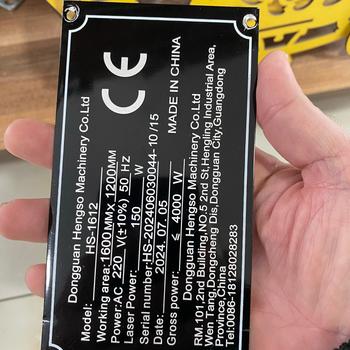 Dongguan Hengso Machinery Co.Ltd
Model: HS-1612
Working area:1600.MMX 1200MM
Power:AC 220 V(±10%) 50 Hz
Laser Power: 150 W
Serial number:HS-202406030044-10 /15
2024. 07. 05
Gross power: ≤ 4000 W
CE
MADE IN CHINA
Dongguan Hengso Machinery Co.Ltd
RM.101,2nd Building,NO.5 2nd St,Hengling Industrial Area,
Wen Tang,Dongcheng Dis,Dongguan City,Guangdong
Province,China
Tel:0086-18128028283